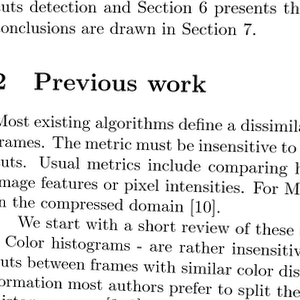 uts detection and Section 6 presents th
onclusions are drawn in Section 7.
2 Previous work
Most existing algorithms define a dissimila
rames. The metric must be insensitive to
uts. Usual metrics include comparing h
mage features or pixel intensities. For M
n the compressed domain [10].
We start with a short review of these
Color histograms - are rather insensitiv
uts between frames with similar color dis
ormation most authors prefer to split the